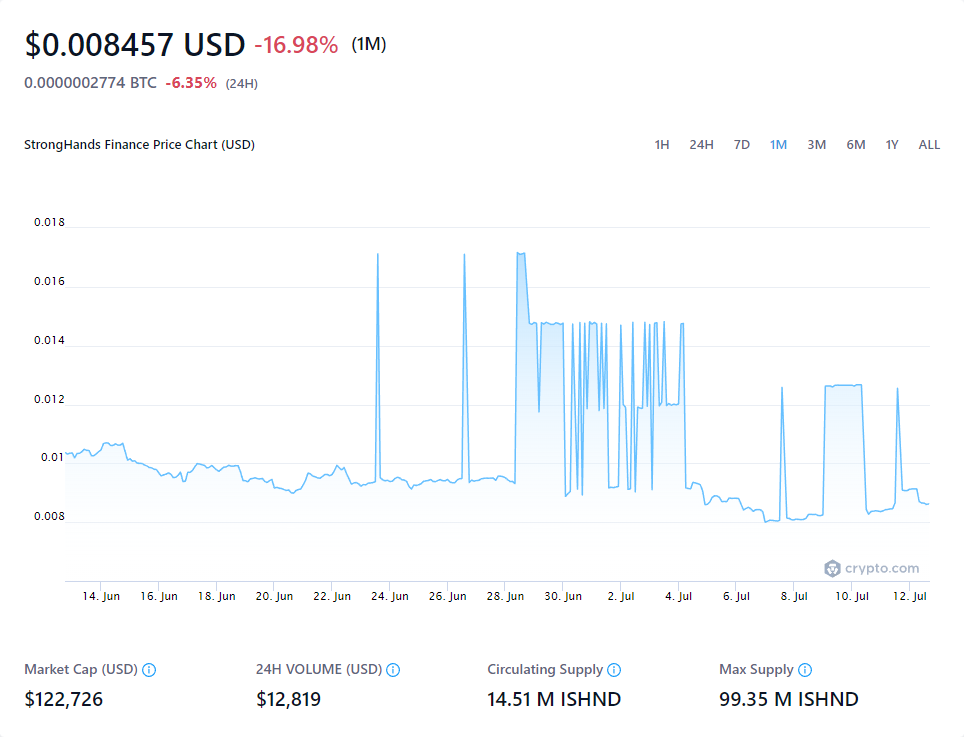 $0.008457 USD -16.98% (1M)
0.0000002774 BTC -6.35% (24H)
StrongHands Finance Price Chart (USD) 1H 24H 7D 1M 3M 6M 1Y ALL
0.018
0.016
0.014
0.012
0.01
0.008
crypto.com
14. Jun 16. Jun 18. Jun 20. Jun 22. Jun 24. Jun 26. Jun 28. Jun 30. Jun 2. Jul 4. Jul 6. Jul 8. Jul 10. Jul 12. Jul
Market Cap (USD) 24H VOLUME (USD) Circulating Supply Max Supply
$122,726 $12,819 14.51 M ISHND 99.35 M ISHND